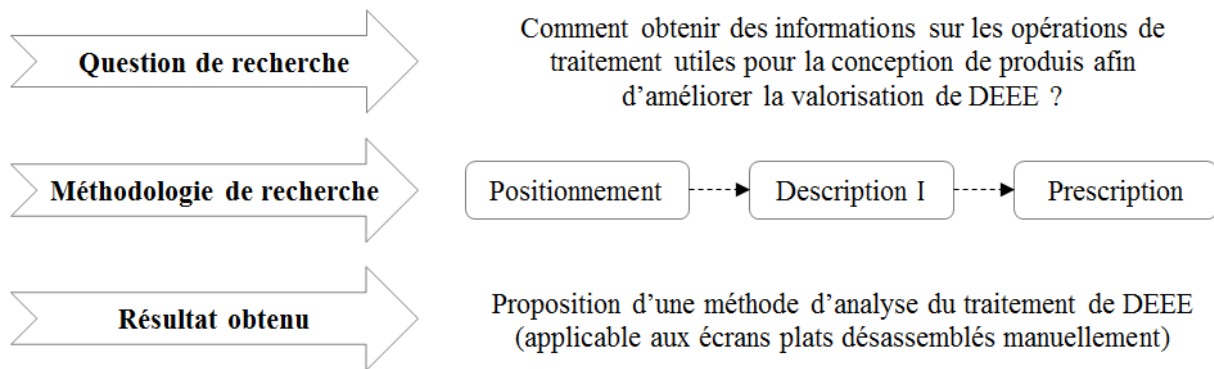 Question de recherche
Comment obtenir des informations sur les opérations de
traitement utiles pour la conception de produis afin
d’améliorer la valorisation de DEEE ?
Méthodologie de recherche
Positionnement
Description I
Prescription
Résultat obtenu
Proposition d’une méthode d’analyse du traitement de DEEE
(applicable aux écrans plats désassemblés manuellement)